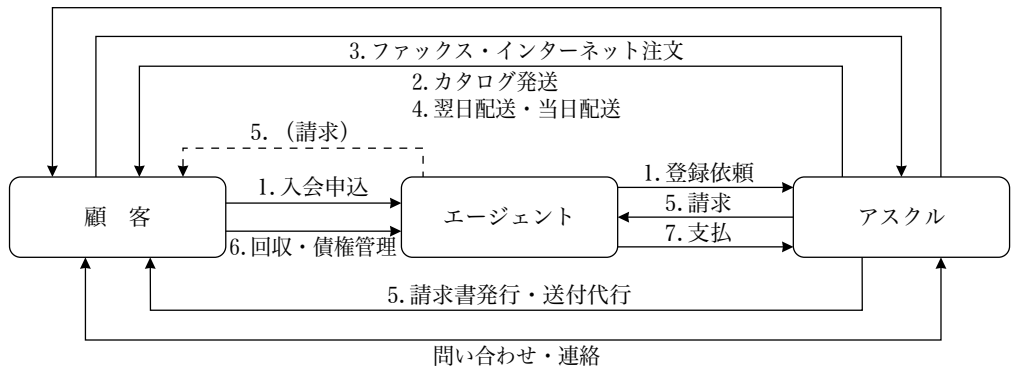 3.ファックス・インターネット注文
2.カタログ発送
4.翌日配送・当日配送
5.（請求）
1.入会申込
1.登録依頼
顧 客
エージェント
5.請求
アスクル
6.回収・債権管理
7.支払
5.請求書発行・送付代行
問い合わせ・連絡